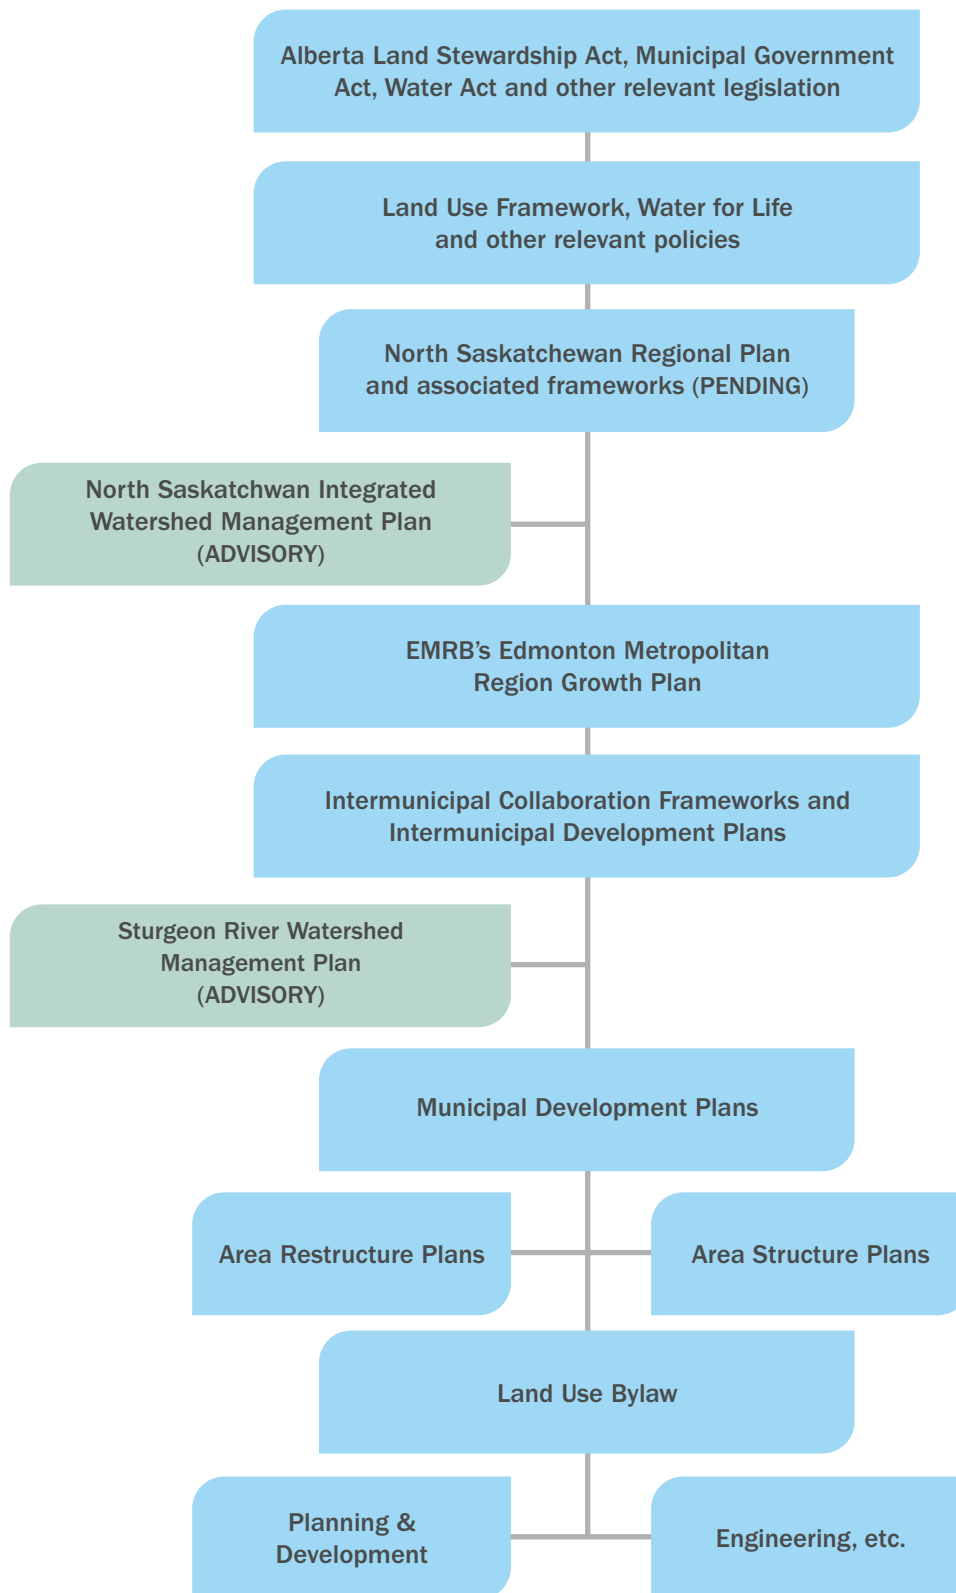 Alberta Land Stewardship Act, Municipal Government
Act, Water Act and other relevant legislation
Land Use Framework, Water for Life
and other relevant policies
North Saskatchewan Regional Plan
and associated frameworks (PENDING)
North Saskatchwan Integrated
Watershed Management Plan
(ADVISORY)
EMRB's Edmonton Metropolitan
Region Growth Plan
Intermunicipal Collaboration Frameworks and
Intermunicipal Development Plans
Sturgeon River Watershed
Management Plan
(ADVISORY)
Municipal Development Plans
Area Restructure Plans
Area Structure Plans
Land Use Bylaw
Planning &
Development
Engineering, etc.